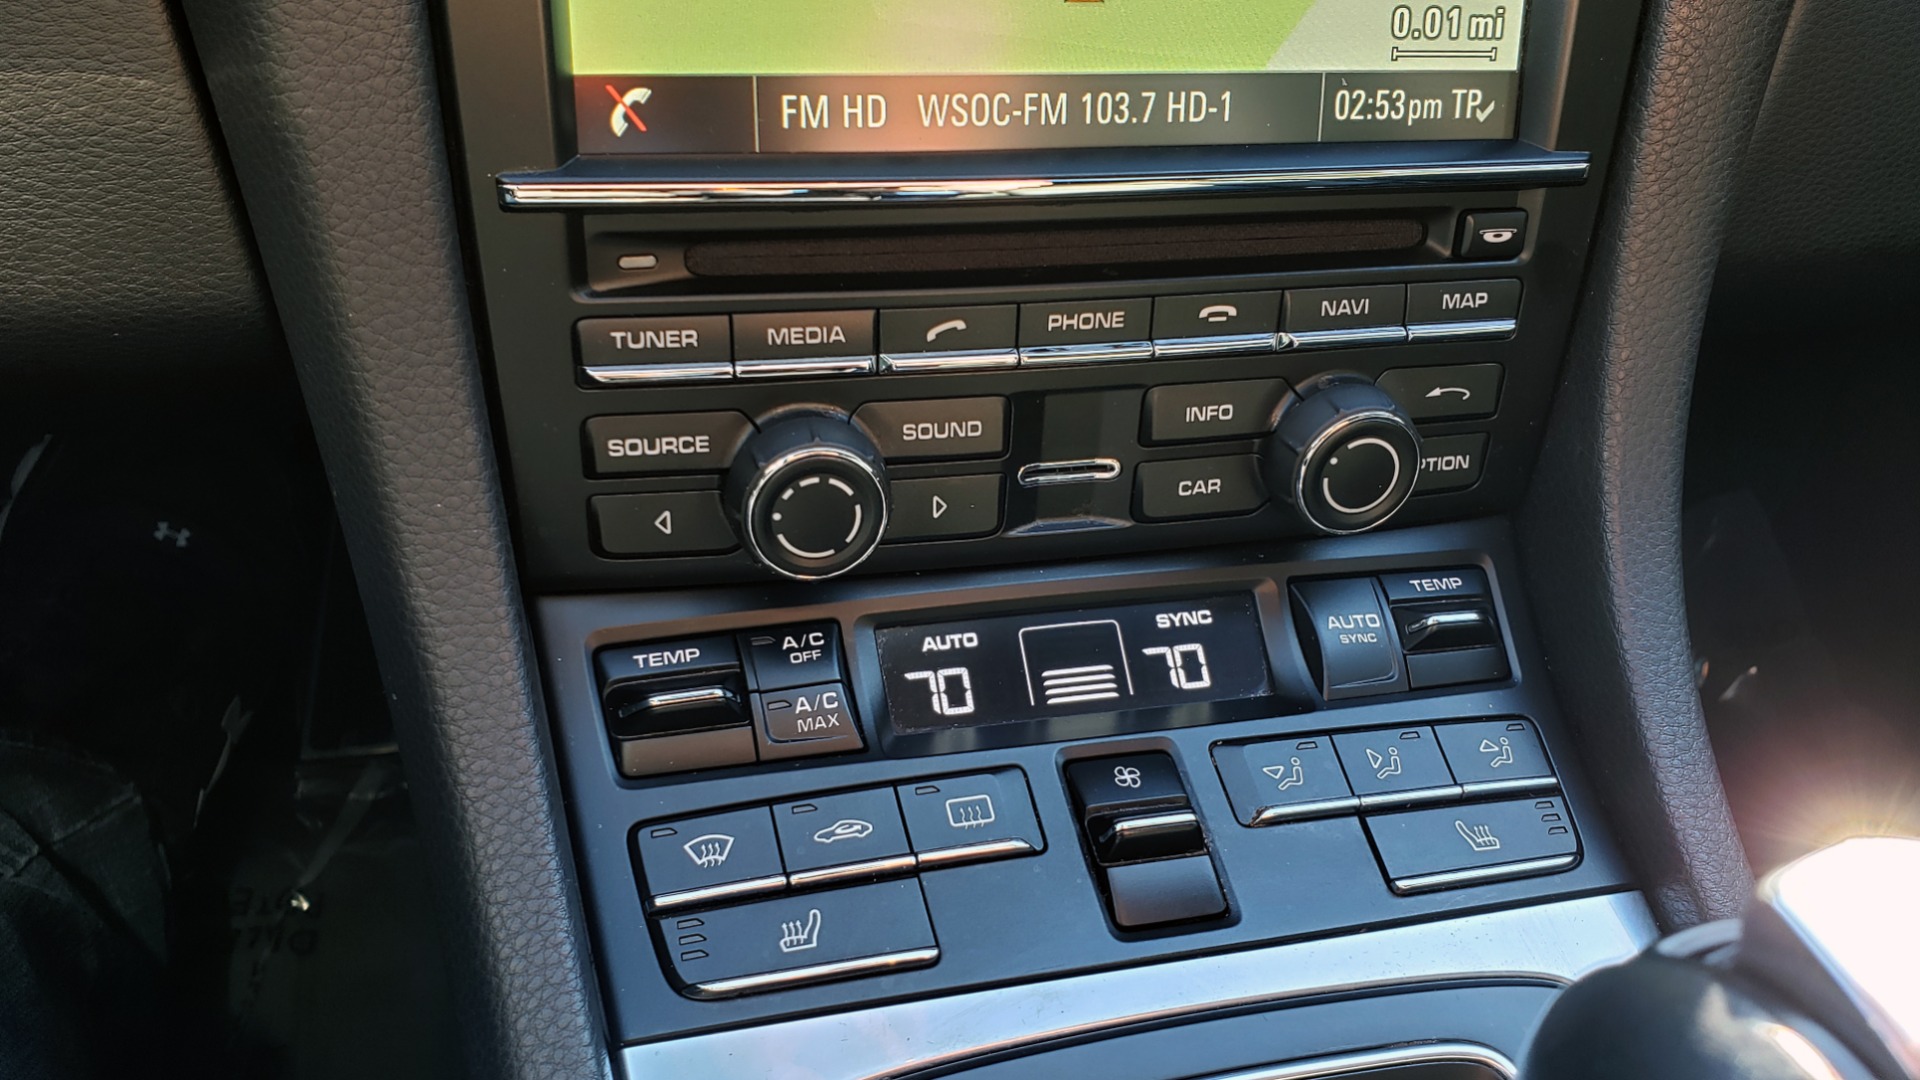 0.01 mi
FM HD WSOC-FM 103.7 HD-1 02:53pm TP
TUNER MEDIA PHONE NAVI MAP
SOURCE SOUND INFO
CAR PTION
TEMP A/C OFF AUTO SYNC AUTO SYNC TEMP
A/C MAX 70 70